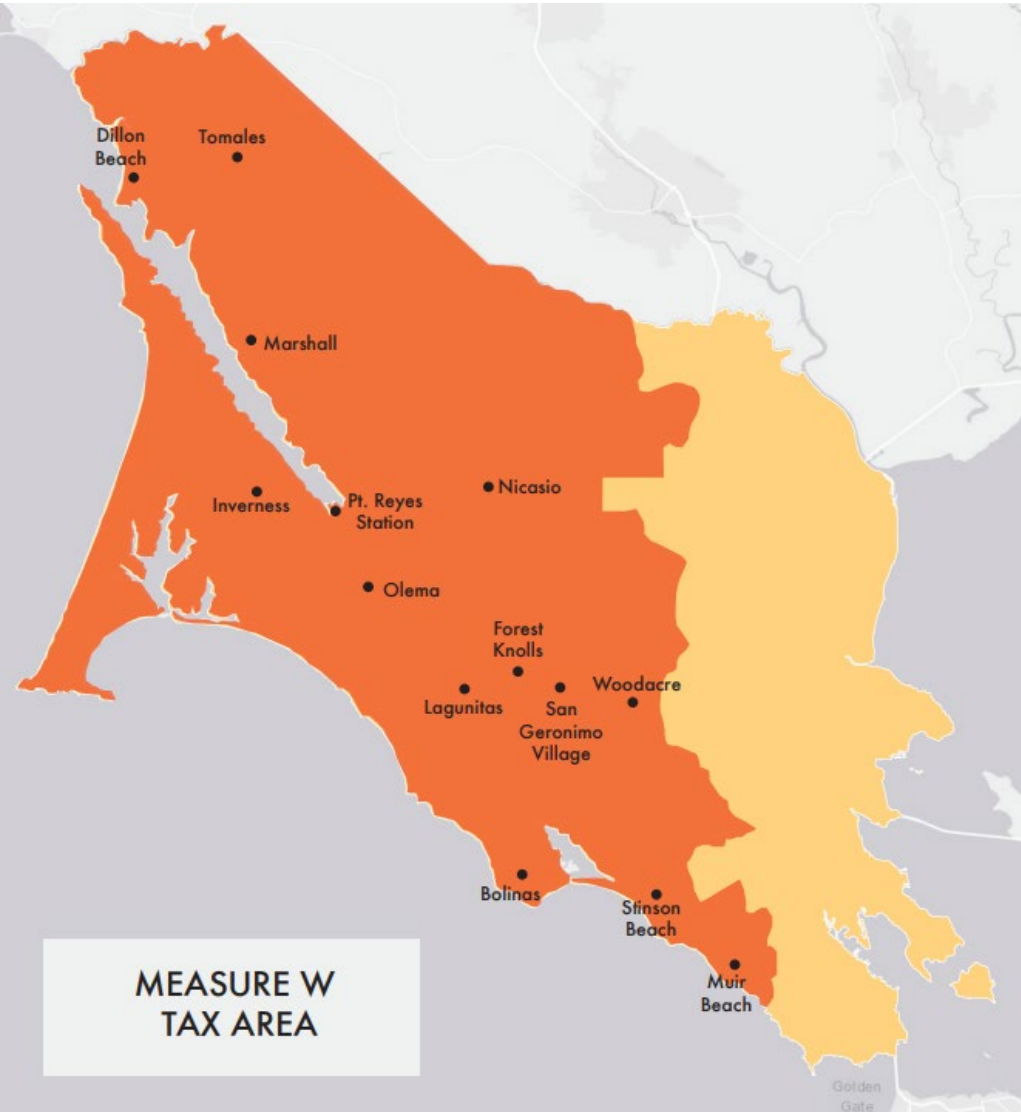 Dillon
Beach
Tomales
Marshall
Inverness
Pt. Reyes
Station
Nicasio
Olema
Forest
Knolls
Lagunitas
San
Geronimo
Village
Woodacre
Bolinas
Stinson
Beach
Muir
Beach
MEASURE W
TAX AREA
Golden
Gate